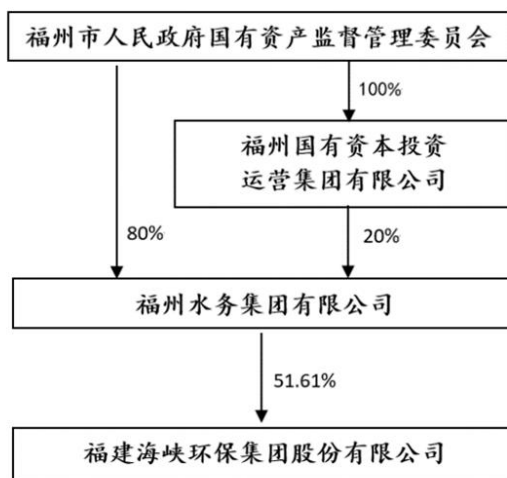 福州市人民政府国有资产监督管理委员会
100%
福州国有资本投资
运营集团有限公司
80%
20%
福州水务集团有限公司
51.61%
福建海峡环保集团股份有限公司